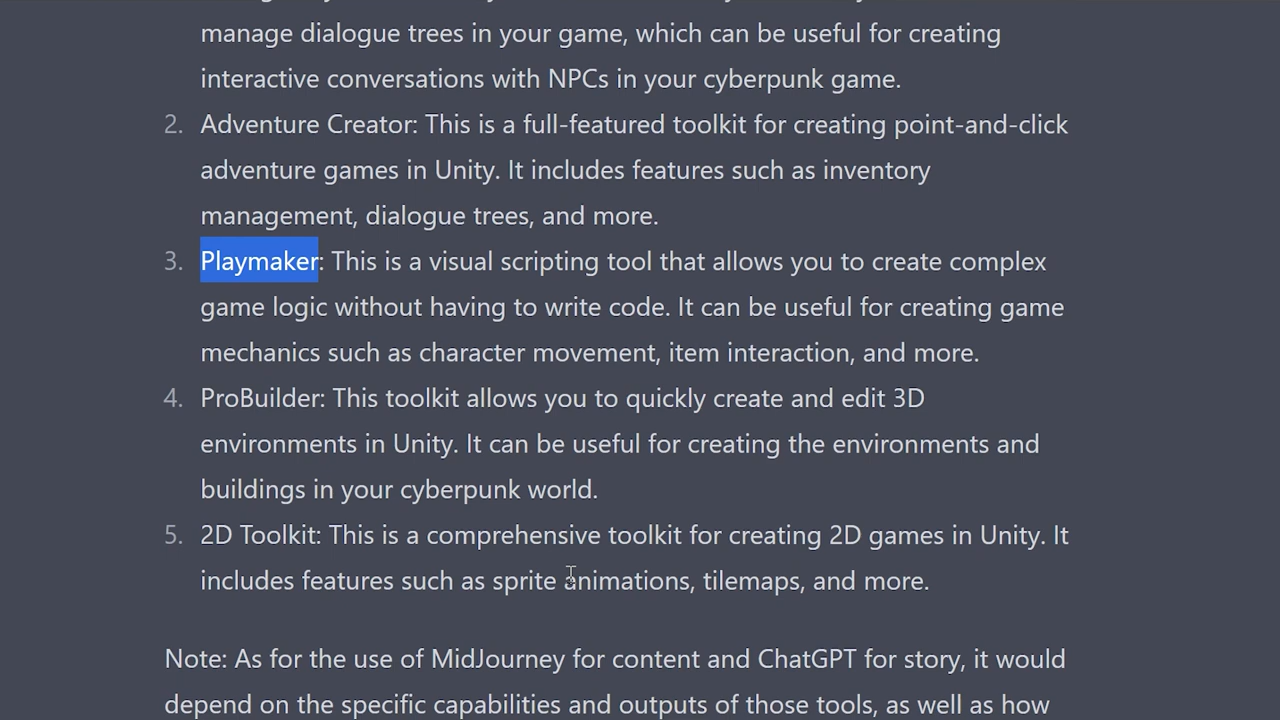 manage dialogue trees in your game, which can be useful for creating
interactive conversations with NPCs in your cyberpunk game.
2. Adventure Creator: This is a full-featured toolkit for creating point-and-click
adventure games in Unity. It includes features such as inventory
management, dialogue trees, and more.
3. Playmaker: This is a visual scripting tool that allows you to create complex
game logic without having to write code. It can be useful for creating game
mechanics such as character movement, item interaction, and more.
4. ProBuilder: This toolkit allows you to quickly create and edit 3D
environments in Unity. It can be useful for creating the environments and
buildings in your cyberpunk world.
5. 2D Toolkit: This is a comprehensive toolkit for creating 2D games in Unity. It
includes features such as sprite animations, tilemaps, and more.
Note: As for the use of MidJourney for content and ChatGPT for story, it would
depend on the specific capabilities and outputs of those tools, as well as how